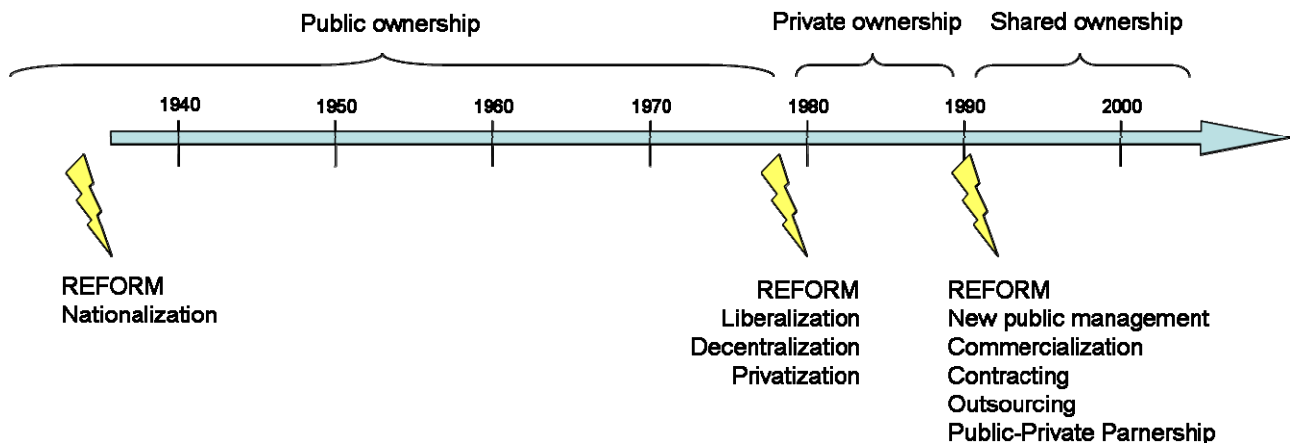 Public ownership
Private ownership
Shared ownership
1940
1950
1960
1970
1980
1990
2000
REFORM
Nationalization
REFORM
Liberalization
Decentralization
Privatization
REFORM
New public management
Commercialization
Contracting
Outsourcing
Public-Private Parnership